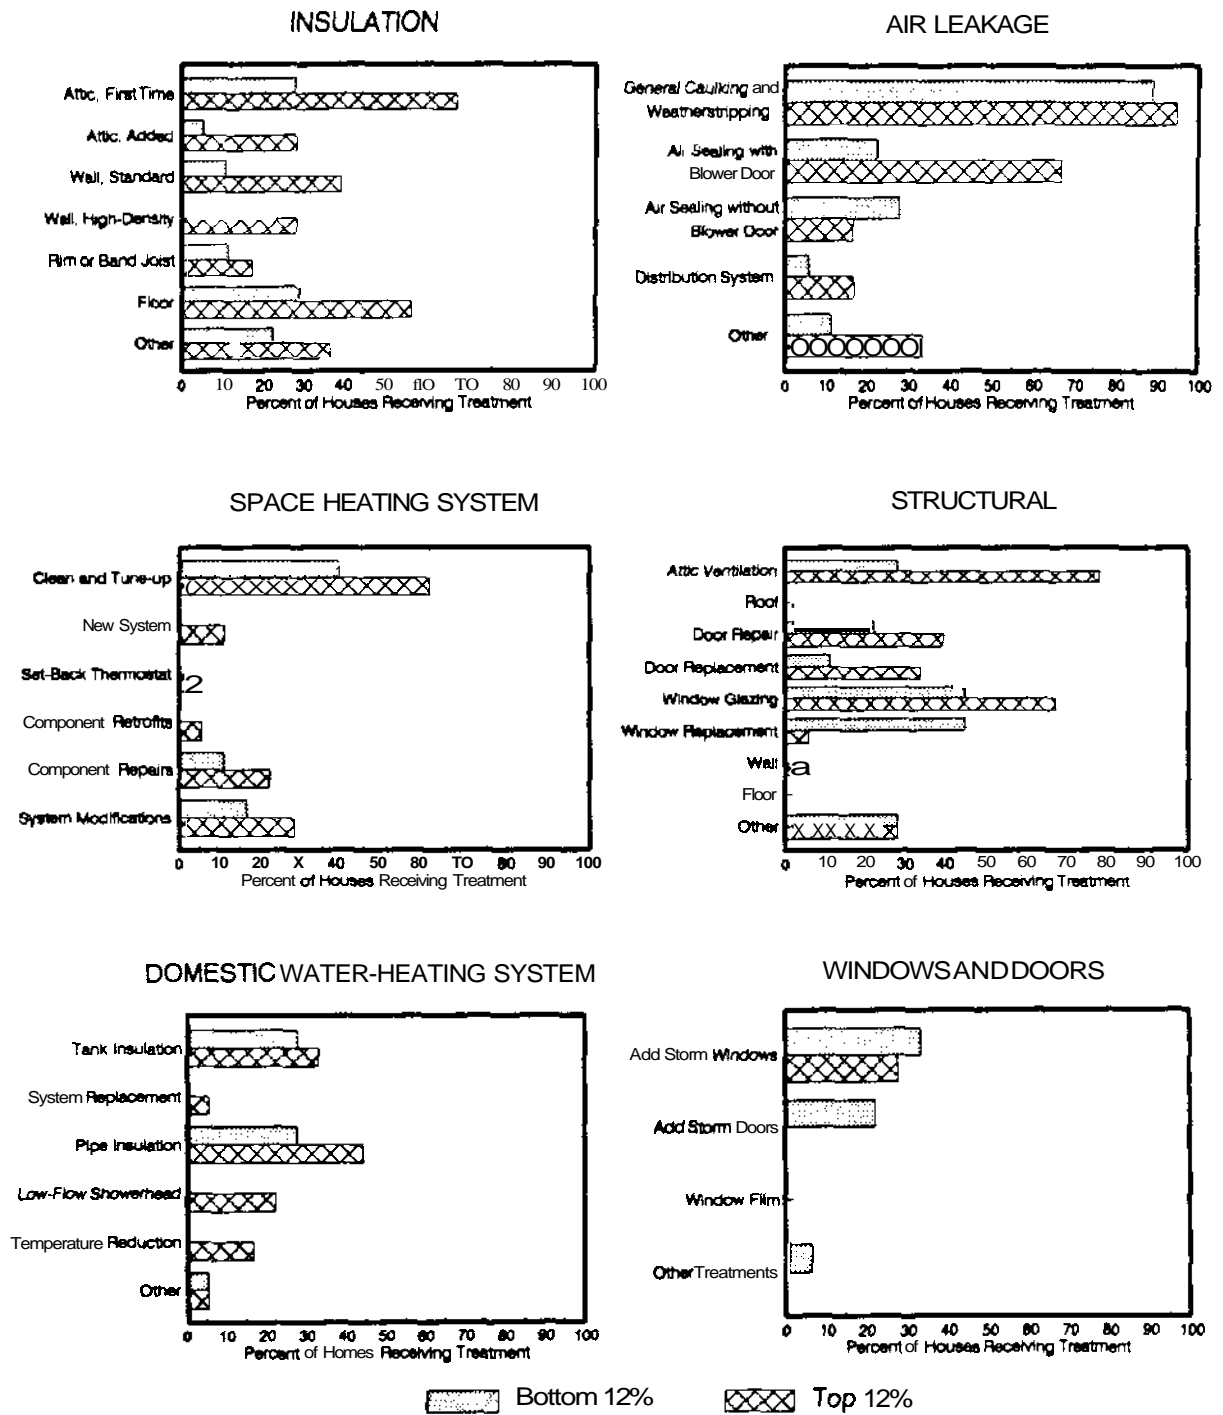 INSULATION
Attic, First Time
Attic, Added
Wall, Standard
Wall, High-Density
Rim or Band Joist
Floor
Other
0 10 20 30 40 50 flO TO 80 90 100
Percent of Houses Receiving Treatment
AIR LEAKAGE
General Caulking and
Weatherstripping
Air Sealing with
Blower Door
Air Sealing without
Blower Door
Distribution System
Other
0 10 20 30 40 50 60 70 80 90 100
Percent of Houses Receiving Treatment
SPACE HEATING SYSTEM
Clean and Tune-up
New System
Set-Back Thermostat
2
Component Retrofits
Component Repairs
System Modifications
0 10 20 X 40 50 60 TO 80 90 100
Percent of Houses Receiving Treatment
STRUCTURAL
Attic Ventilation
Roof
Door Repair
Door Replacement
Window Glazing
Window Replacement
Wall
a
Floor
Other
0 10 20 30 40 50 60 70 80 90 100
Percent of Houses Receiving Treatment
DOMESTIC WATER-HEATING SYSTEM
Tank Insulation
System Replacement
Pipe Insulation
Low-Flow Showerhead
Temperature Reduction
Other
0 10 20 30 40 50 60 70 80 90 100
Percent of Homes Receiving Treatment
WINDOWS AND DOORS
Add Storm Windows
Add Storm Doors
Window Film
Other Treatments
0 10 20 30 40 50 60 70 80 90 100
Percent of Houses Receiving Treatment
Bottom 12%
Top 12%